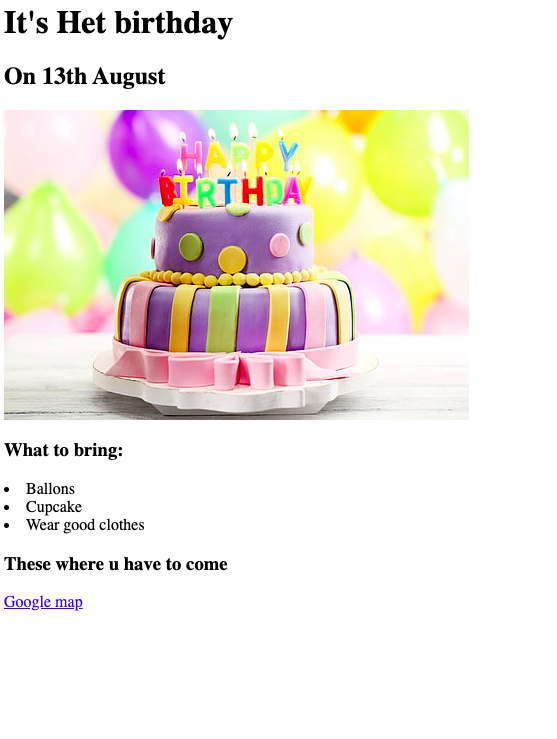 It's Het birthday
On 13th August
HAPPY
BIRTHDAY
What to bring:
Ballons
Cupcake
Wear good clothes
These where u have to come
Google map